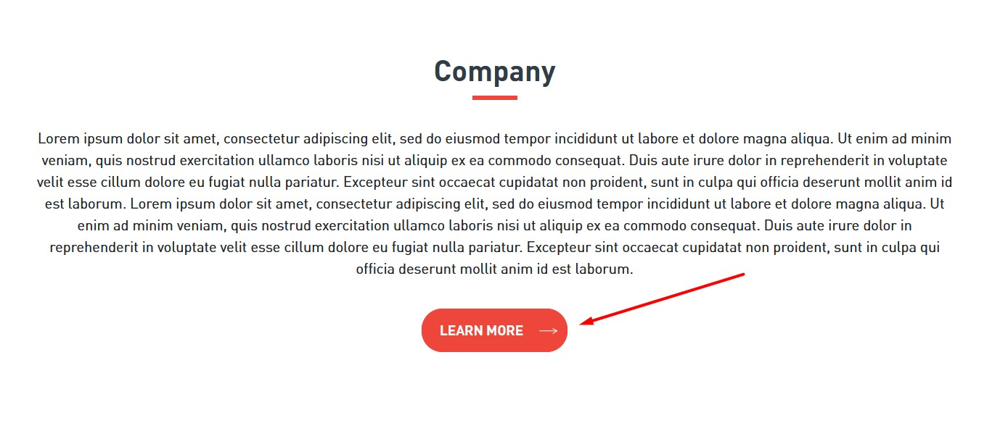 Company
Lorem ipsum dolor sit amet, consectetur adipiscing elit, sed do eiusmod tempor incididunt ut labore et dolore magna aliqua. Ut enim ad minim
veniam, quis nostrud exercitation ullamco laboris nisi ut aliquip ex ea commodo consequat. Duis aute irure dolor in reprehenderit in voluptate
velit esse cillum dolore eu fugiat nulla pariatur. Excepteur sint occaecat cupidatat non proident, sunt in culpa qui officia deserunt mollit anim id
est laborum. Lorem ipsum dolor sit amet, consectetur adipiscing elit, sed do eiusmod tempor incididunt ut labore et dolore magna aliqua. Ut
enim ad minim veniam, quis nostrud exercitation ullamco laboris nisi ut aliquip ex ea commodo consequat. Duis aute irure dolor in
reprehenderit in voluptate velit esse cillum dolore eu fugiat nulla pariatur. Excepteur sint occaecat cupidatat non proident, sunt in culpa qui
officia deserunt mollit anim id est laborum.
LEARN MORE